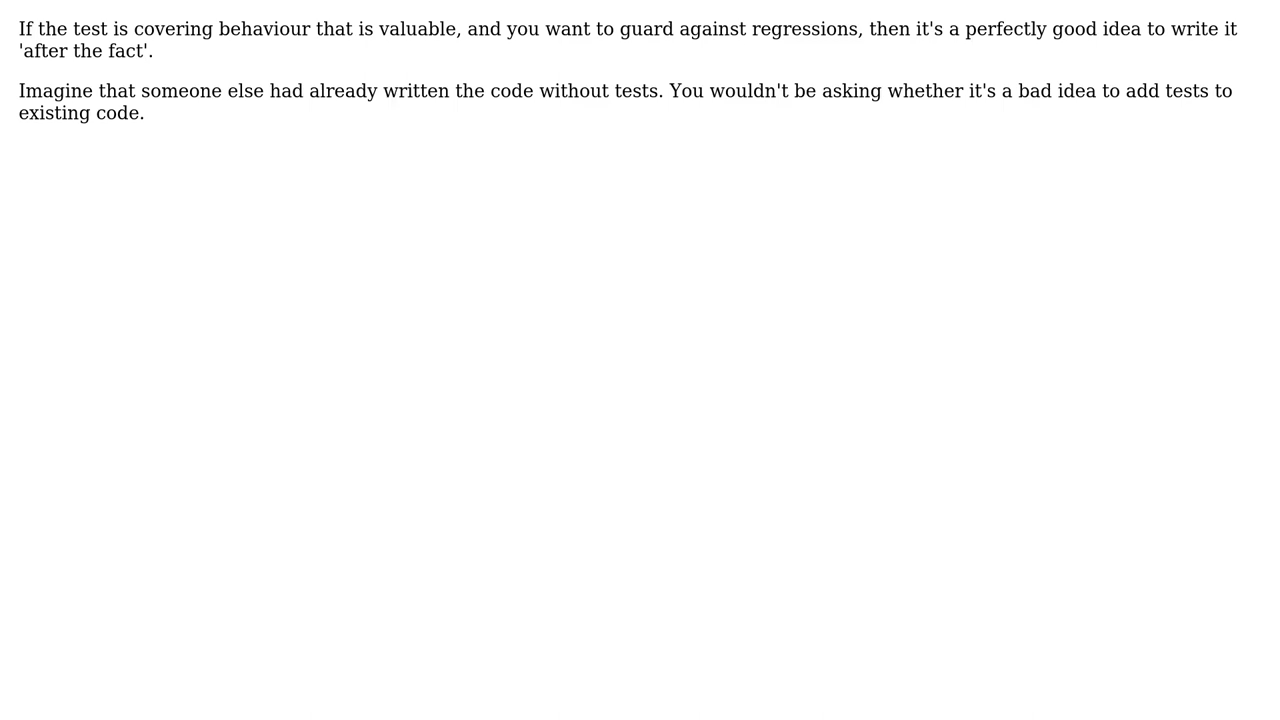 If the test is covering behaviour that is valuable, and you want to guard against regressions, then it's a perfectly good idea to write it
'after the fact'.
Imagine that someone else had already written the code without tests. You wouldn't be asking whether it's a bad idea to add tests to
existing code.